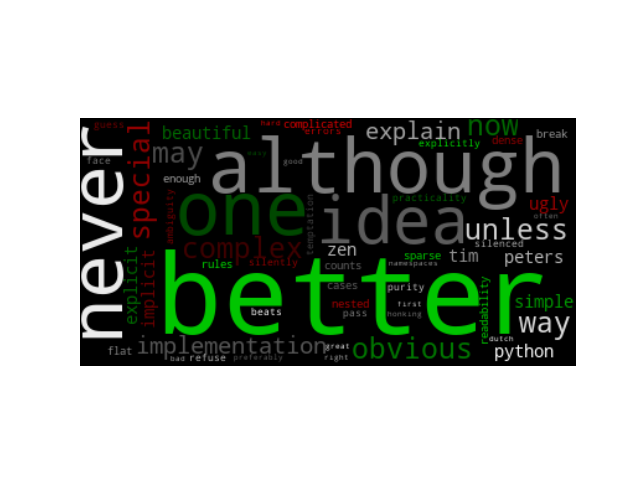 guess
hard complicated
errors
beautiful
explain
now
break
explicitly
dense
face
never
special
may
although
easy
good
enough
one
idea
practicality
ugly
often
ambiguity
temptation
unless
silenced
complex
zen
sparse
tim
peters
rules
silently
counts
namespaces
explicit
implicit
better
cases
purity
nested
first
simple
beats
pass
honking
readability
way
flat
implementation
great
obvious
dutch
python
bad
refuse
preferably
right